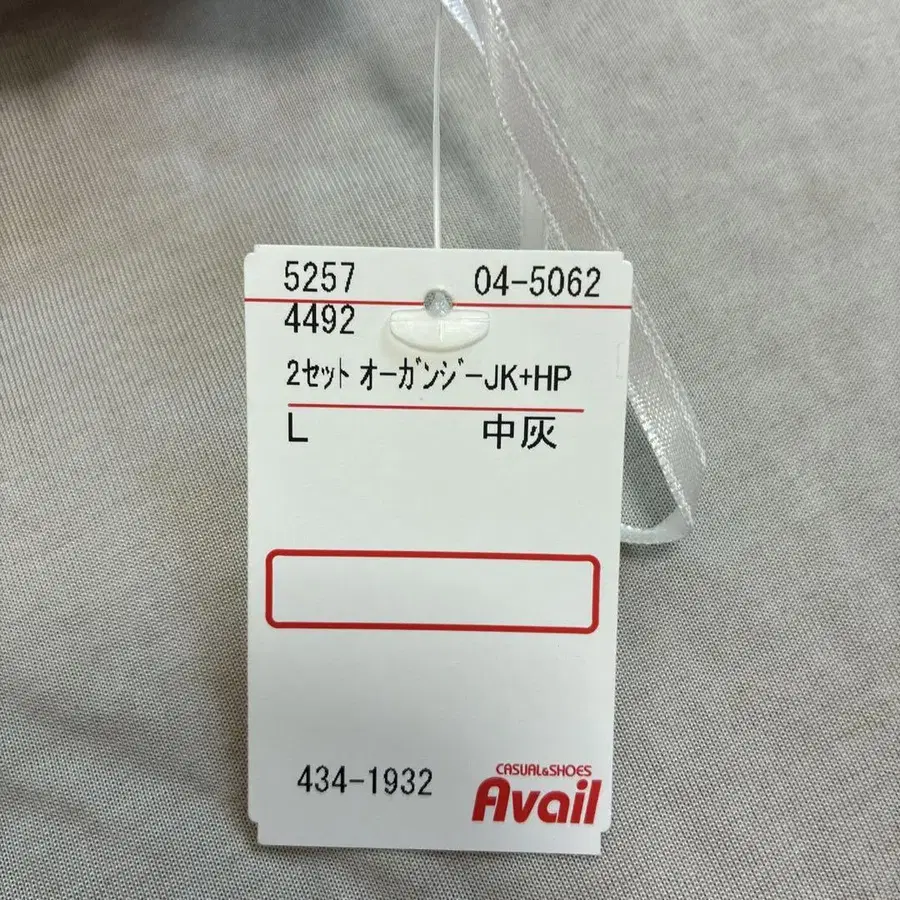 5257 04-5062
4492
2ｾｯﾄ ｵｰｶﾞﾝｼﾞｰJK+HP
L 中灰
434-1932
CASUAL&SHOES
Avail